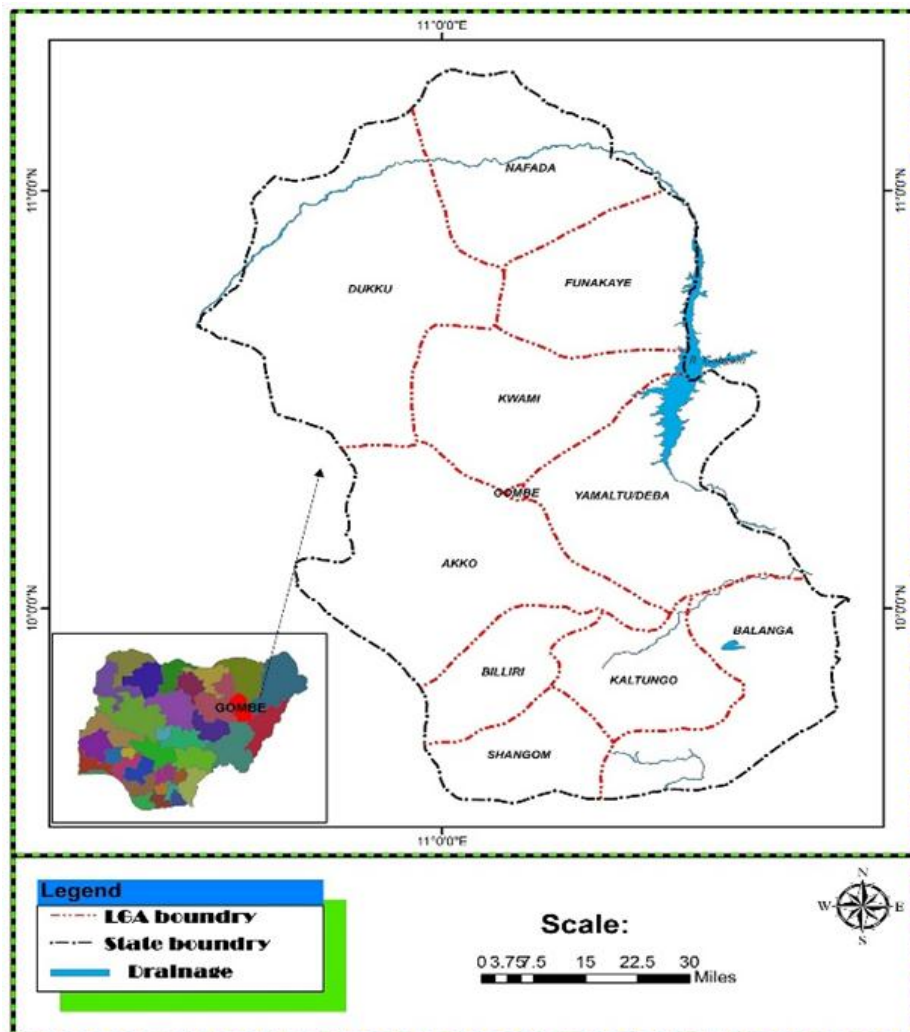 11°0'0"E
11°0'0"N
11°0'0"N
NAFADA
DUKKU
FUNAKAYE
KWAMI
GOMBE
YAMALTU/DEBA
AKKO
10°0'0"N
10°0'0"N
BALANGA
BILLIRI
KALTUNGO
GOMBE
SHANGOM
11°0'0"E
Legend
LGA boundry
State boundry
Drainage
Scale:
0 3.75 7.5 15 22.5 30
Miles
N
W E
S